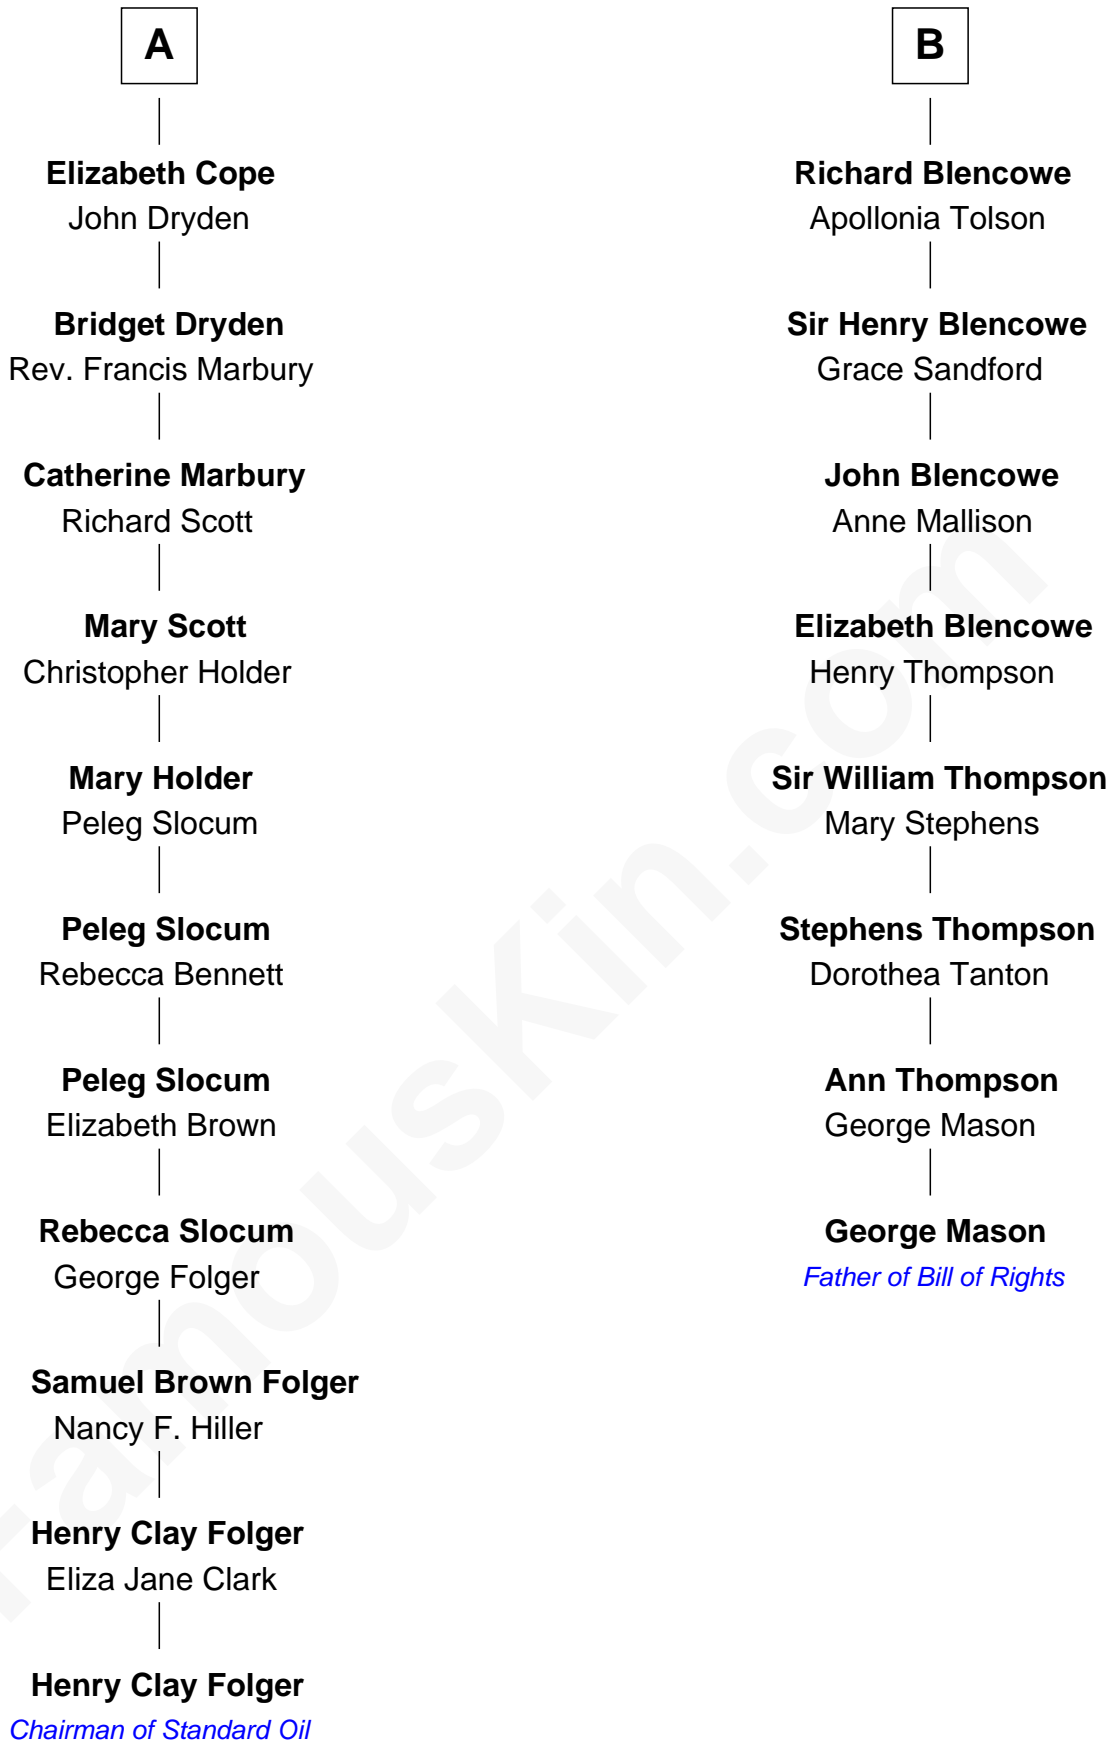 A
Elizabeth Cope
John Dryden
Bridget Dryden
Rev. Francis Marbury
Catherine Marbury
Richard Scott
Mary Scott
Christopher Holder
Mary Holder
Peleg Slocum
Peleg Slocum
Rebecca Bennett
Peleg Slocum
Elizabeth Brown
Rebecca Slocum
George Folger
Samuel Brown Folger
Nancy F. Hiller
Henry Clay Folger
Eliza Jane Clark
Henry Clay Folger
Chairman of Standard Oil
B
Richard Blencowe
Apollonia Tolson
Sir Henry Blencowe
Grace Sandford
John Blencowe
Anne Mallison
Elizabeth Blencowe
Henry Thompson
Sir William Thompson
Mary Stephens
Stephens Thompson
Dorothea Tanton
Ann Thompson
George Mason
George Mason
Father of Bill of Rights
FamousKin.com